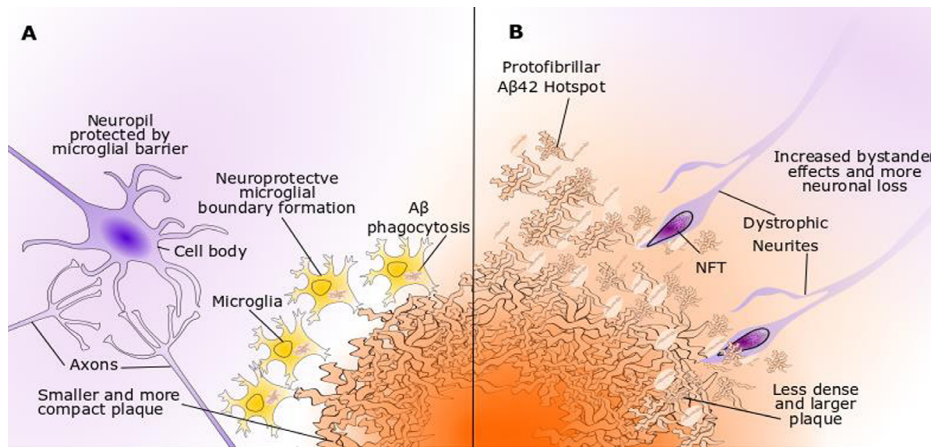 A
Neuropil
protected by
microglial barrier
Neuroprotectve
microglial
boundary formation
Aβ
phagocytosis
Cell body
Microglia
Axons
Smaller and more
compact plaque
B
Protofibrillar
Aβ42 Hotspot
Increased bystander
effects and more
neuronal loss
Dystrophic
Neurites
NFT
Less dense
and larger
plaque